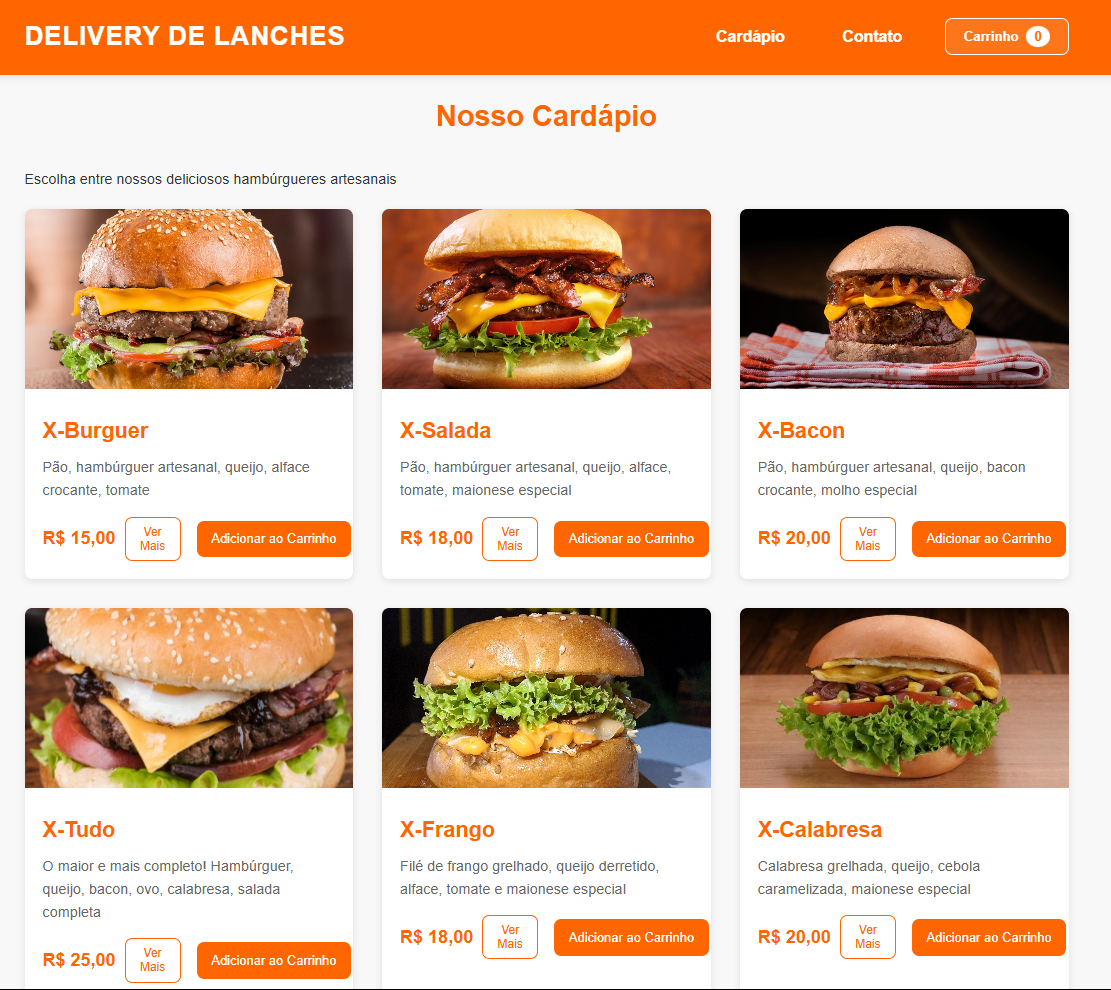 DELIVERY DE LANCHES
Cardápio
Contato
Carrinho 0
Nosso Cardápio
Escolha entre nossos deliciosos hambúrgueres artesanais
X-Burguer
Pão, hambúrguer artesanal, queijo, alface
crocante, tomate
R$ 15,00
Ver
Mais
Adicionar ao Carrinho
X-Salada
Pão, hambúrguer artesanal, queijo, alface,
tomate, maionese especial
R$ 18,00
Ver
Mais
Adicionar ao Carrinho
X-Bacon
Pão, hambúrguer artesanal, queijo, bacon
crocante, molho especial
R$ 20,00
Ver
Mais
Adicionar ao Carrinho
X-Tudo
O maior e mais completo! Hambúrguer,
queijo, bacon, ovo, calabresa, salada
completa
R$ 25,00
Ver
Mais
Adicionar ao Carrinho
X-Frango
Filé de frango grelhado, queijo derretido,
alface, tomate e maionese especial
R$ 18,00
Ver
Mais
Adicionar ao Carrinho
X-Calabresa
Calabresa grelhada, queijo, cebola
caramelizada, maionese especial
R$ 20,00
Ver
Mais
Adicionar ao Carrinho